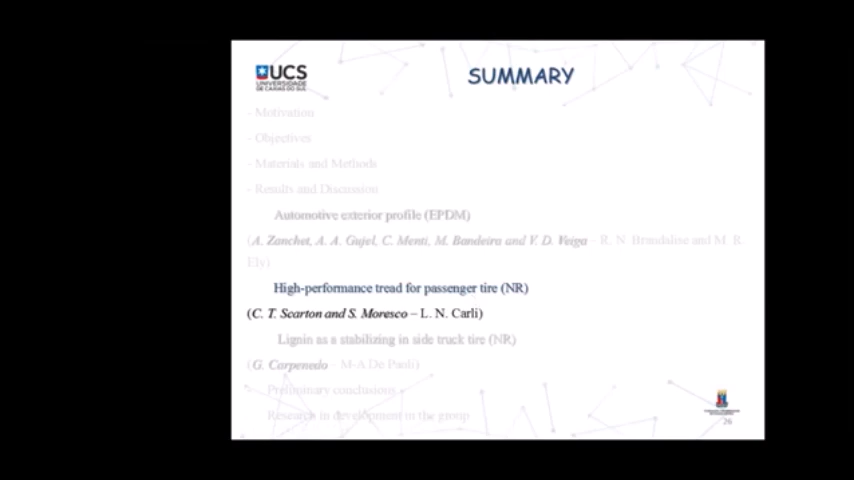 UCS
UNIVERSIDADE
DE CAXIAS DO SUL
SUMMARY
- Motivation
- Objectives
- Materials and Methods
- Results and Discussion
Automotive exterior profile (EPDM)
(A. Zanchet, A. A. Gujel, C. Menti, M. Bandeira and V. D. Veiga – R. N. Brandalise and M. R.
Ely)
High-performance tread for passenger tire (NR)
(C. T. Scarton and S. Moresco – L. N. Carli)
Lignin as a stabilizing in side truck tire (NR)
(G. Carpenedo – M-A De Paoli)
- Preliminary conclusions
Research in development in the group
26